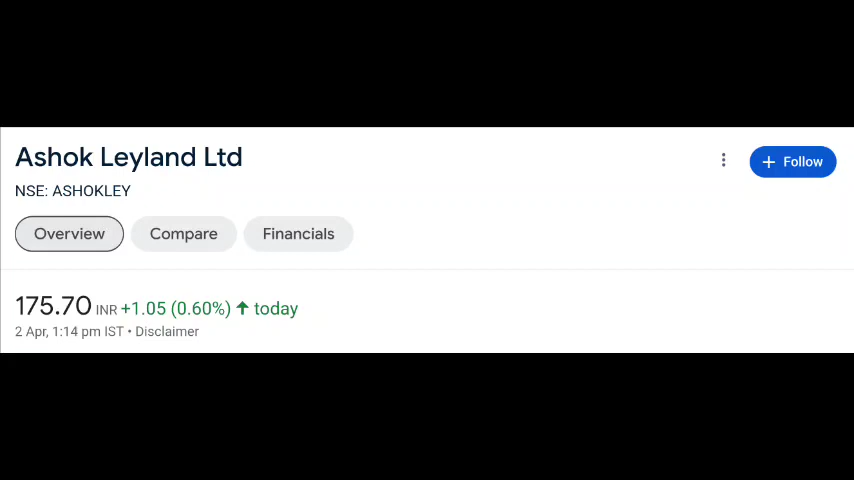 Ashok Leyland Ltd
+ Follow
NSE: ASHOKLEY
Overview Compare Financials
175.70 INR +1.05 (0.60%) ↑ today
2 Apr, 1:14 pm IST • Disclaimer